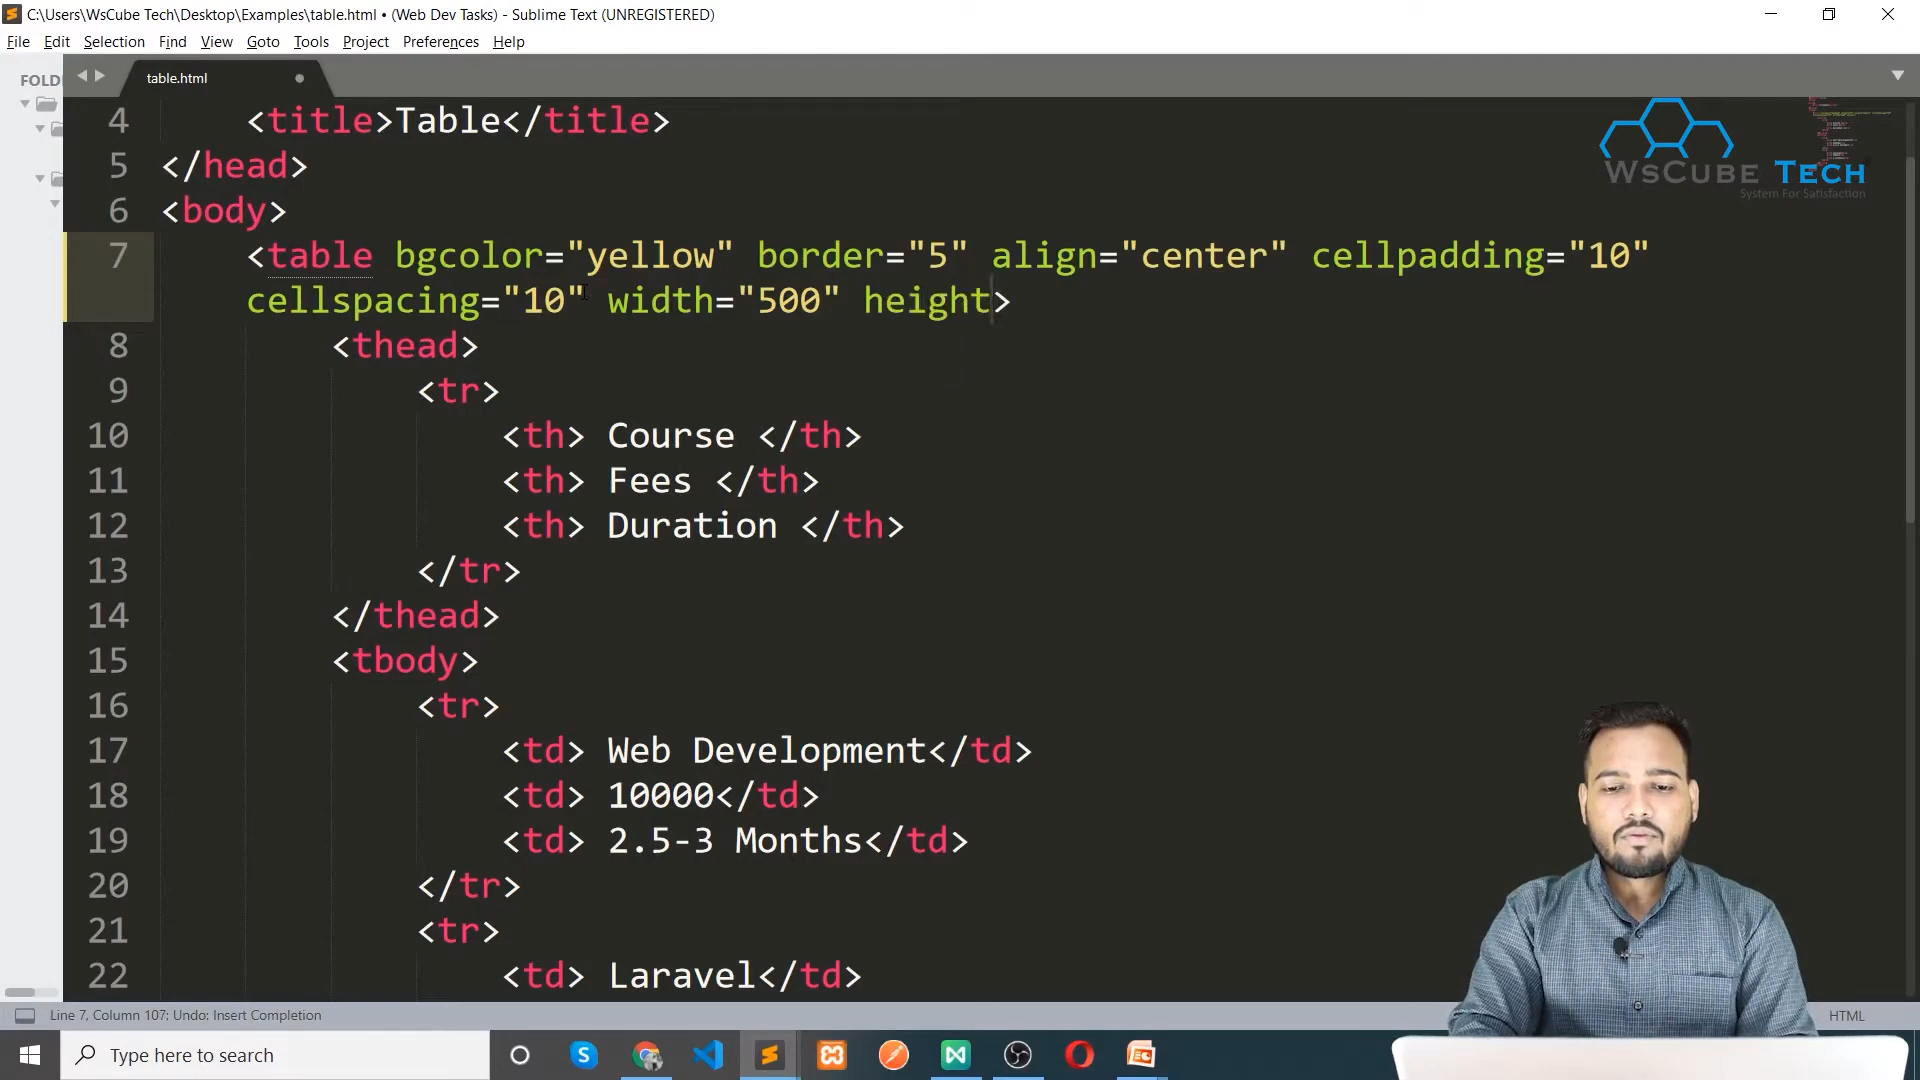 C:\Users\WsCube Tech\Desktop\Examples\table.html • (Web Dev Tasks) - Sublime Text (UNREGISTERED)
File Edit Selection Find View Goto Tools Project Preferences Help
FOLD
table.html
WsCube Tech
System For Satisfaction
4 <title>Table</title>
5 </head>
6 <body>
7 <table bgcolor="yellow" border="5" align="center" cellpadding="10"
cellspacing="10" width="500" height>
8 <thead>
9 <tr>
10 <th> Course </th>
11 <th> Fees </th>
12 <th> Duration </th>
13 </tr>
14 </thead>
15 <tbody>
16 <tr>
17 <td> Web Development</td>
18 <td> 10000</td>
19 <td> 2.5-3 Months</td>
20 </tr>
21 <tr>
22 <td> Laravel</td>
Line 7, Column 107; Undo: Insert Completion
HTML
Type here to search